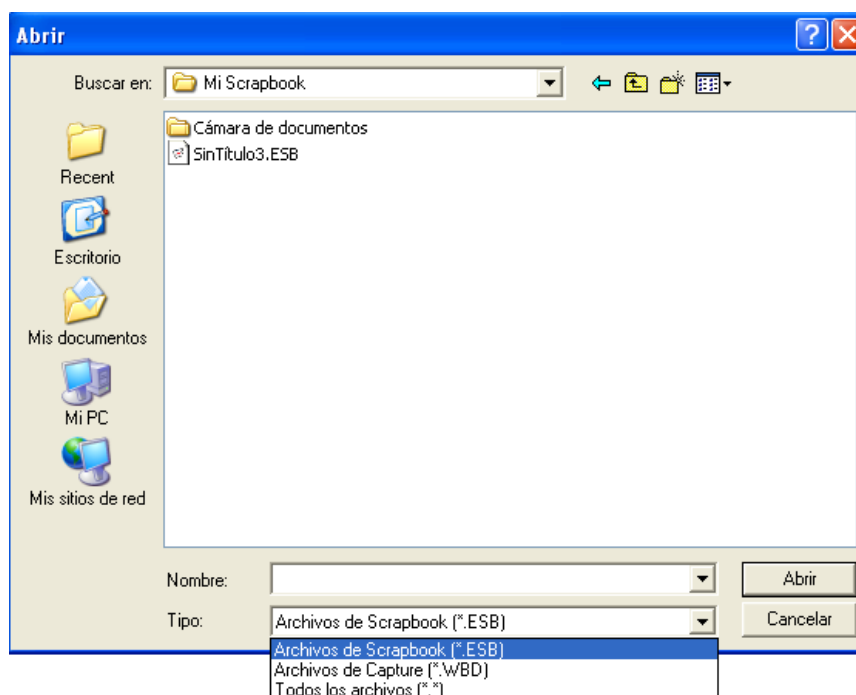 Abrir
Buscar en: Mi Scrapbook
Cámara de documentos
SinTítulo3.ESB
Recent
Escritorio
Mis documentos
Mi PC
Mis sitios de red
Nombre: Abrir
Tipo: Archivos de Scrapbook (*.ESB) Cancelar
Archivos de Scrapbook (*.ESB)
Archivos de Capture (*.WBD)
Todos los archivos (*.*)